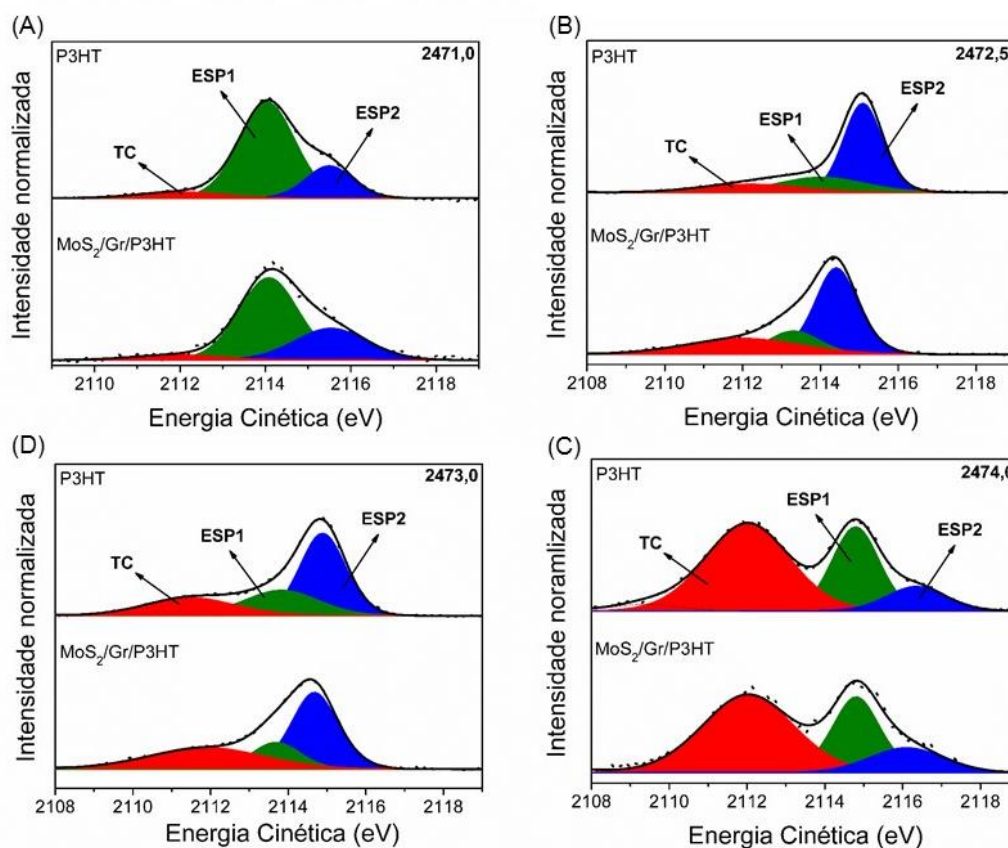 (A)
P3HT
2471,0
ESP1
ESP2
TC
MoS2/Gr/P3HT
Intensidade normalizada
2110 2112 2114 2116 2118
Energia Cinética (eV)
(B)
P3HT
2472,5
ESP2
ESP1
TC
MoS2/Gr/P3HT
Intensidade normalizada
2108 2110 2112 2114 2116 2118
Energia Cinética (eV)
(D)
P3HT
2473,0
ESP2
ESP1
TC
MoS2/Gr/P3HT
Intensidade normalizada
2108 2110 2112 2114 2116 2118
Energia Cinética (eV)
(C)
P3HT
2474,0
ESP1
ESP2
TC
MoS2/Gr/P3HT
Intensidade noramlizada
2108 2110 2112 2114 2116 2118
Energia Cinética (eV)